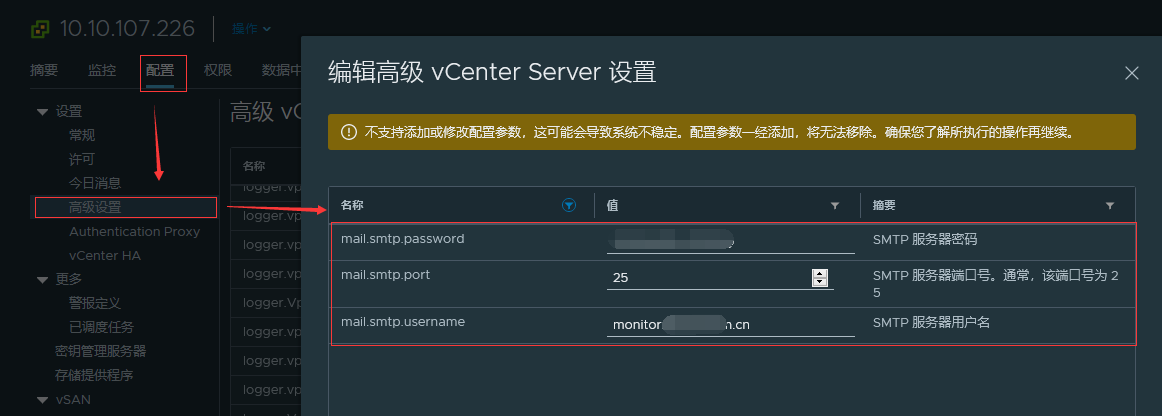 10.10.107.226
操作
摘要
监控
配置
权限
数据中
设置
常规
许可
今日消息
高级设置
Authentication Proxy
vCenter HA
更多
警报定义
已调度任务
密钥管理服务器
存储提供程序
vSAN
高级 vC
名称
logger.vp
logger.vp
logger.vp
logger.vp
logger.Vp
logger.vp
logger.vp
logger.vp
编辑高级 vCenter Server 设置
不支持添加或修改配置参数，这可能会导致系统不稳定。配置参数一经添加，将无法移除。确保您了解所执行的操作再继续。
名称
值
摘要
mail.smtp.password
SMTP 服务器密码
mail.smtp.port
25
SMTP 服务器端口号。通常，该端口号为 2
5
mail.smtp.username
monitor
.cn
SMTP 服务器用户名